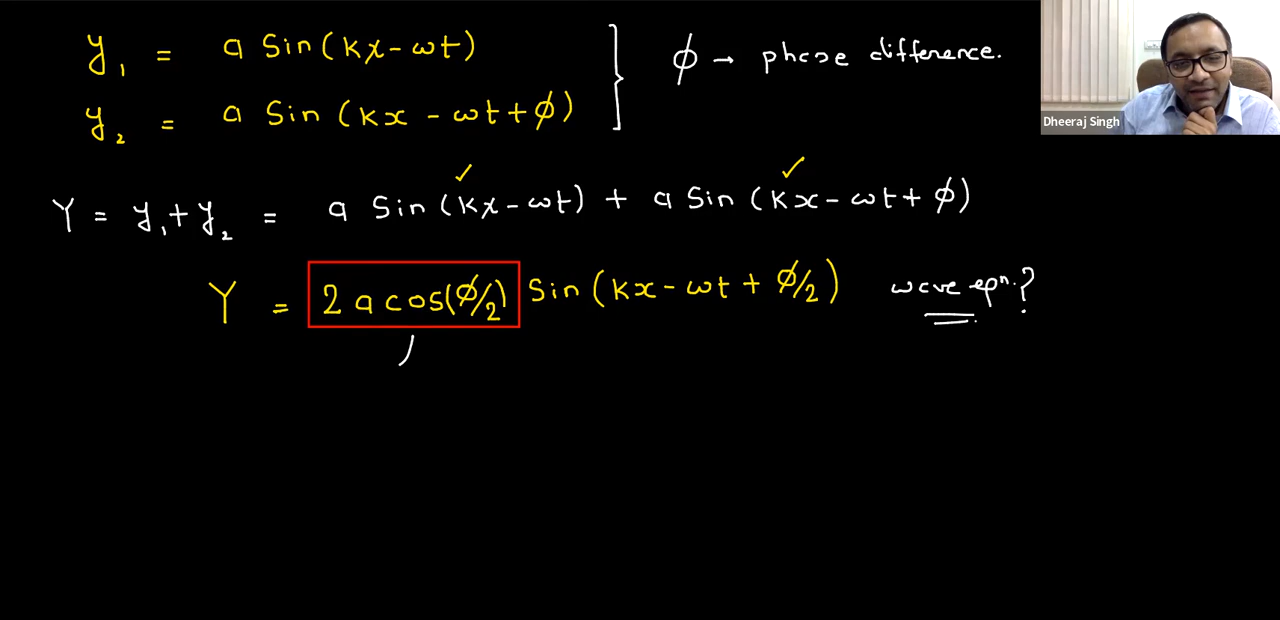 y₁ = a Sin(kx - ωt)
y₂ = a Sin(kx - ωt + ϕ)
ϕ → phase difference.
Dheeraj Singh
Y = y₁ + y₂ = a Sin(kx - ωt) + a Sin(kx - ωt + ϕ)
Y = 2 a cos(ϕ/2) Sin(kx - ωt + ϕ/2) wave eqⁿ.?